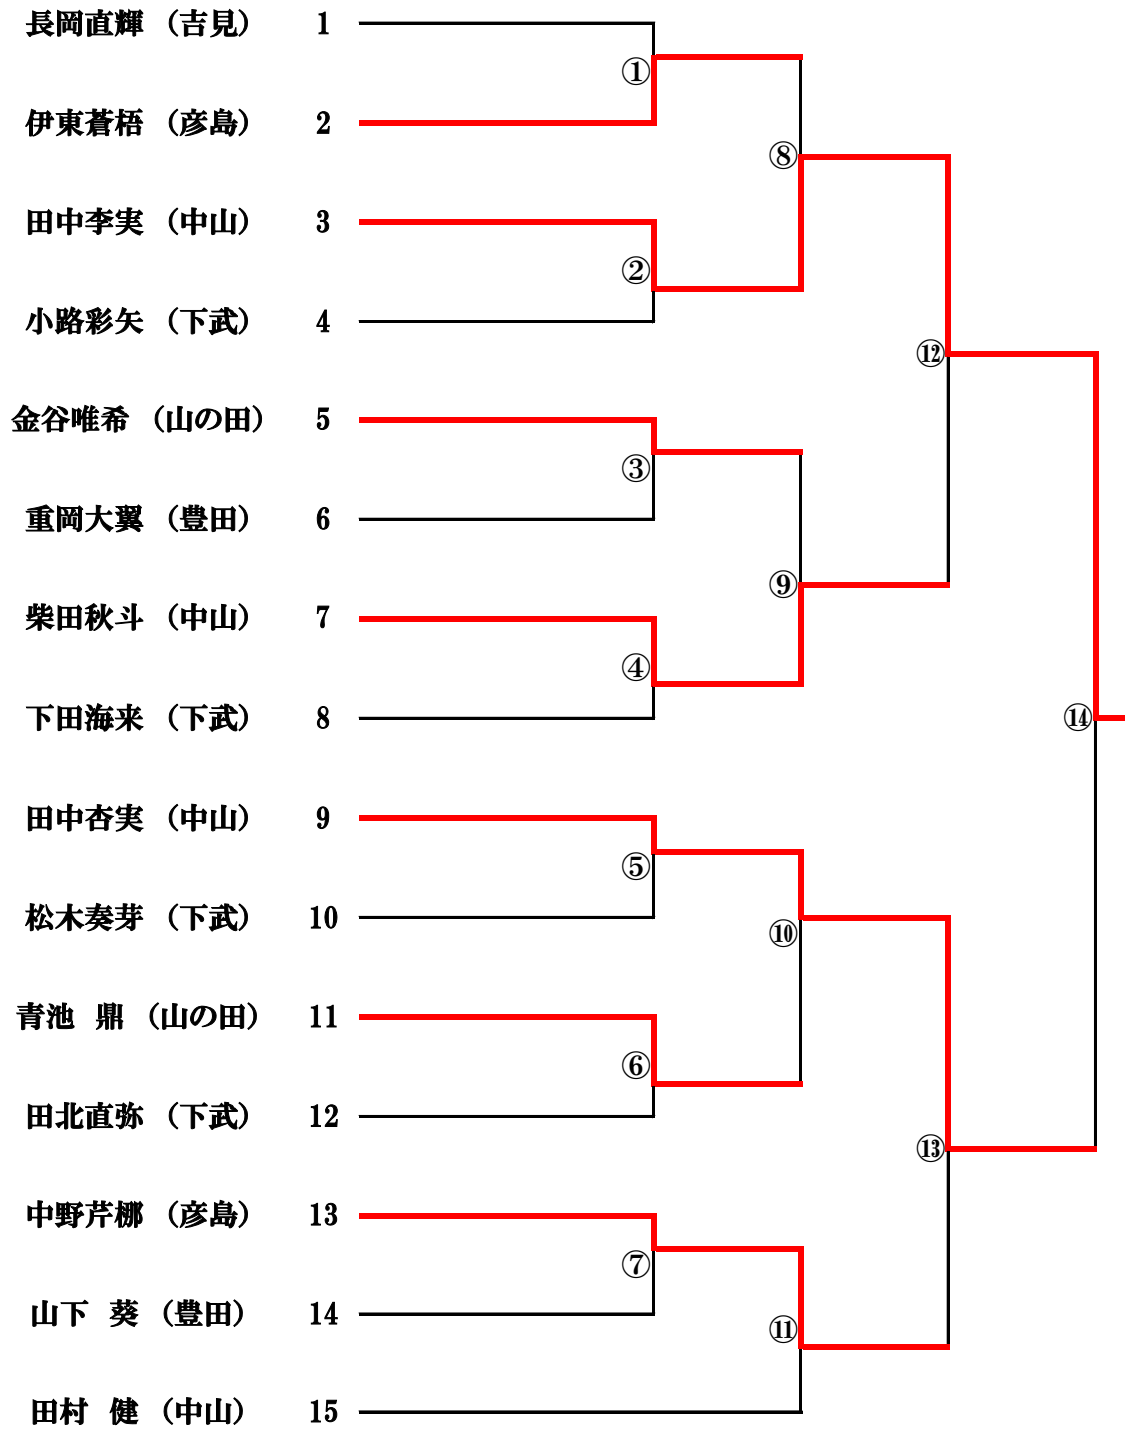 長岡直輝 （吉見） 1
①
伊東蒼梧 （彦島） 2
⑧
田中李実 （中山） 3
②
小路彩矢 （下武） 4
⑫
金谷唯希 （山の田） 5
③
重岡大翼 （豊田） 6
⑨
柴田秋斗 （中山） 7
④
下田海来 （下武） 8
⑭
田中杏実 （中山） 9
⑤
松木奏芽 （下武） 10
⑩
青池 鼎 （山の田） 11
⑥
田北直弥 （下武） 12
⑬
中野芹梛 （彦島） 13
⑦
山下 葵 （豊田） 14
⑪
田村 健 （中山） 15